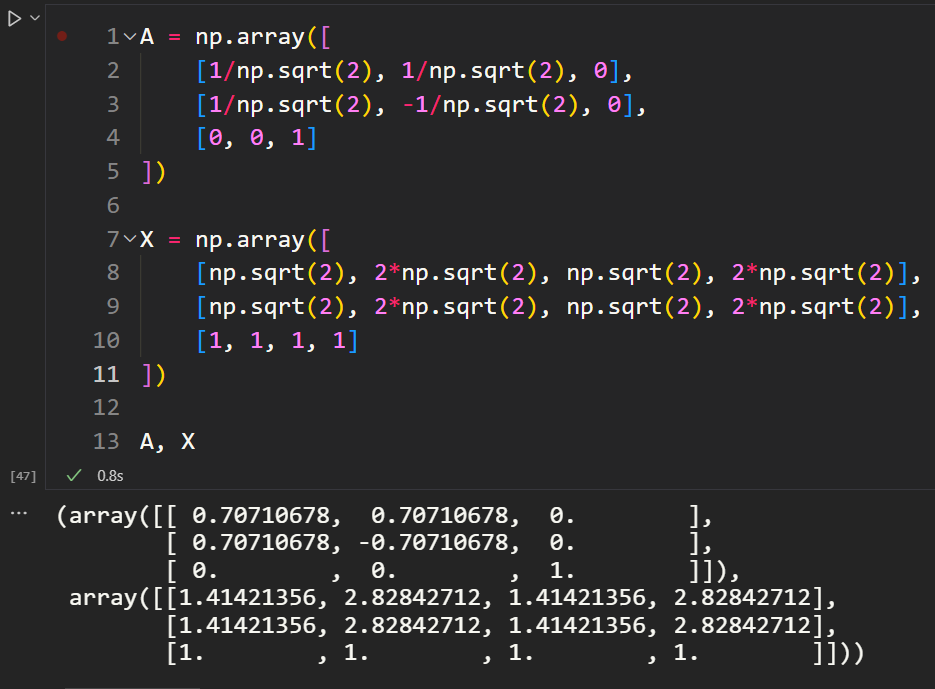 1 A = np.array([
2 [1/np.sqrt(2), 1/np.sqrt(2), 0],
3 [1/np.sqrt(2), -1/np.sqrt(2), 0],
4 [0, 0, 1]
5 ])
6
7 X = np.array([
8 [np.sqrt(2), 2*np.sqrt(2), np.sqrt(2), 2*np.sqrt(2)],
9 [np.sqrt(2), 2*np.sqrt(2), np.sqrt(2), 2*np.sqrt(2)],
10 [1, 1, 1, 1]
11 ])
12
13 A, X
[47] ✓ 0.8s
... (array([[ 0.70710678,  0.70710678,  0.        ],
        [ 0.70710678, -0.70710678,  0.        ],
        [ 0.        ,  0.        ,  1.        ]]),
 array([[1.41421356, 2.82842712, 1.41421356, 2.82842712],
        [1.41421356, 2.82842712, 1.41421356, 2.82842712],
        [1.        , 1.        , 1.        , 1.        ]]))